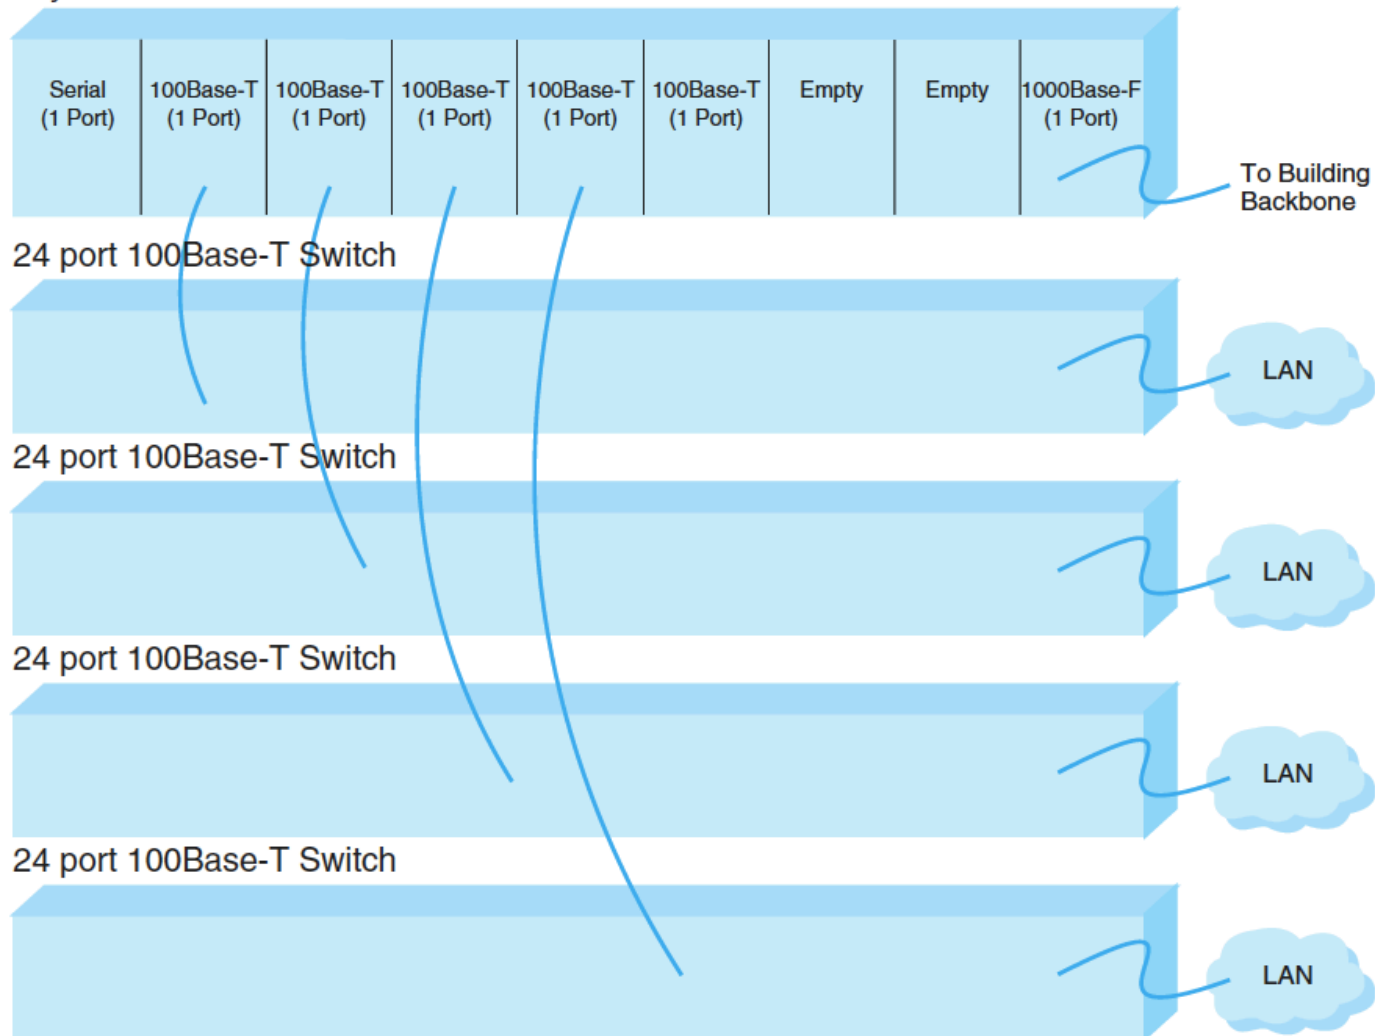 Serial
(1 Port)
100Base-T
(1 Port)
100Base-T
(1 Port)
100Base-T
(1 Port)
100Base-T
(1 Port)
100Base-T
(1 Port)
Empty
Empty
1000Base-F
(1 Port)
To Building
Backbone
24 port 100Base-T Switch
LAN
24 port 100Base-T Switch
LAN
24 port 100Base-T Switch
LAN
24 port 100Base-T Switch
LAN